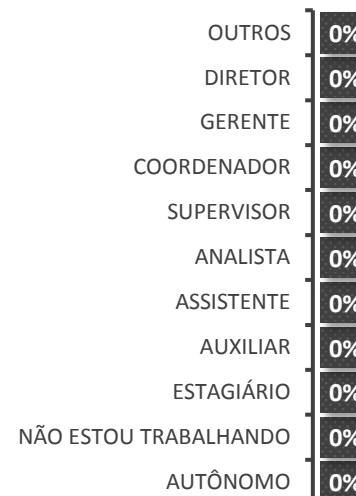 OUTROS 0%
DIRETOR 0%
GERENTE 0%
COORDENADOR 0%
SUPERVISOR 0%
ANALISTA 0%
ASSISTENTE 0%
AUXILIAR 0%
ESTAGIÁRIO 0%
NÃO ESTOU TRABALHANDO 0%
AUTÔNOMO 0%